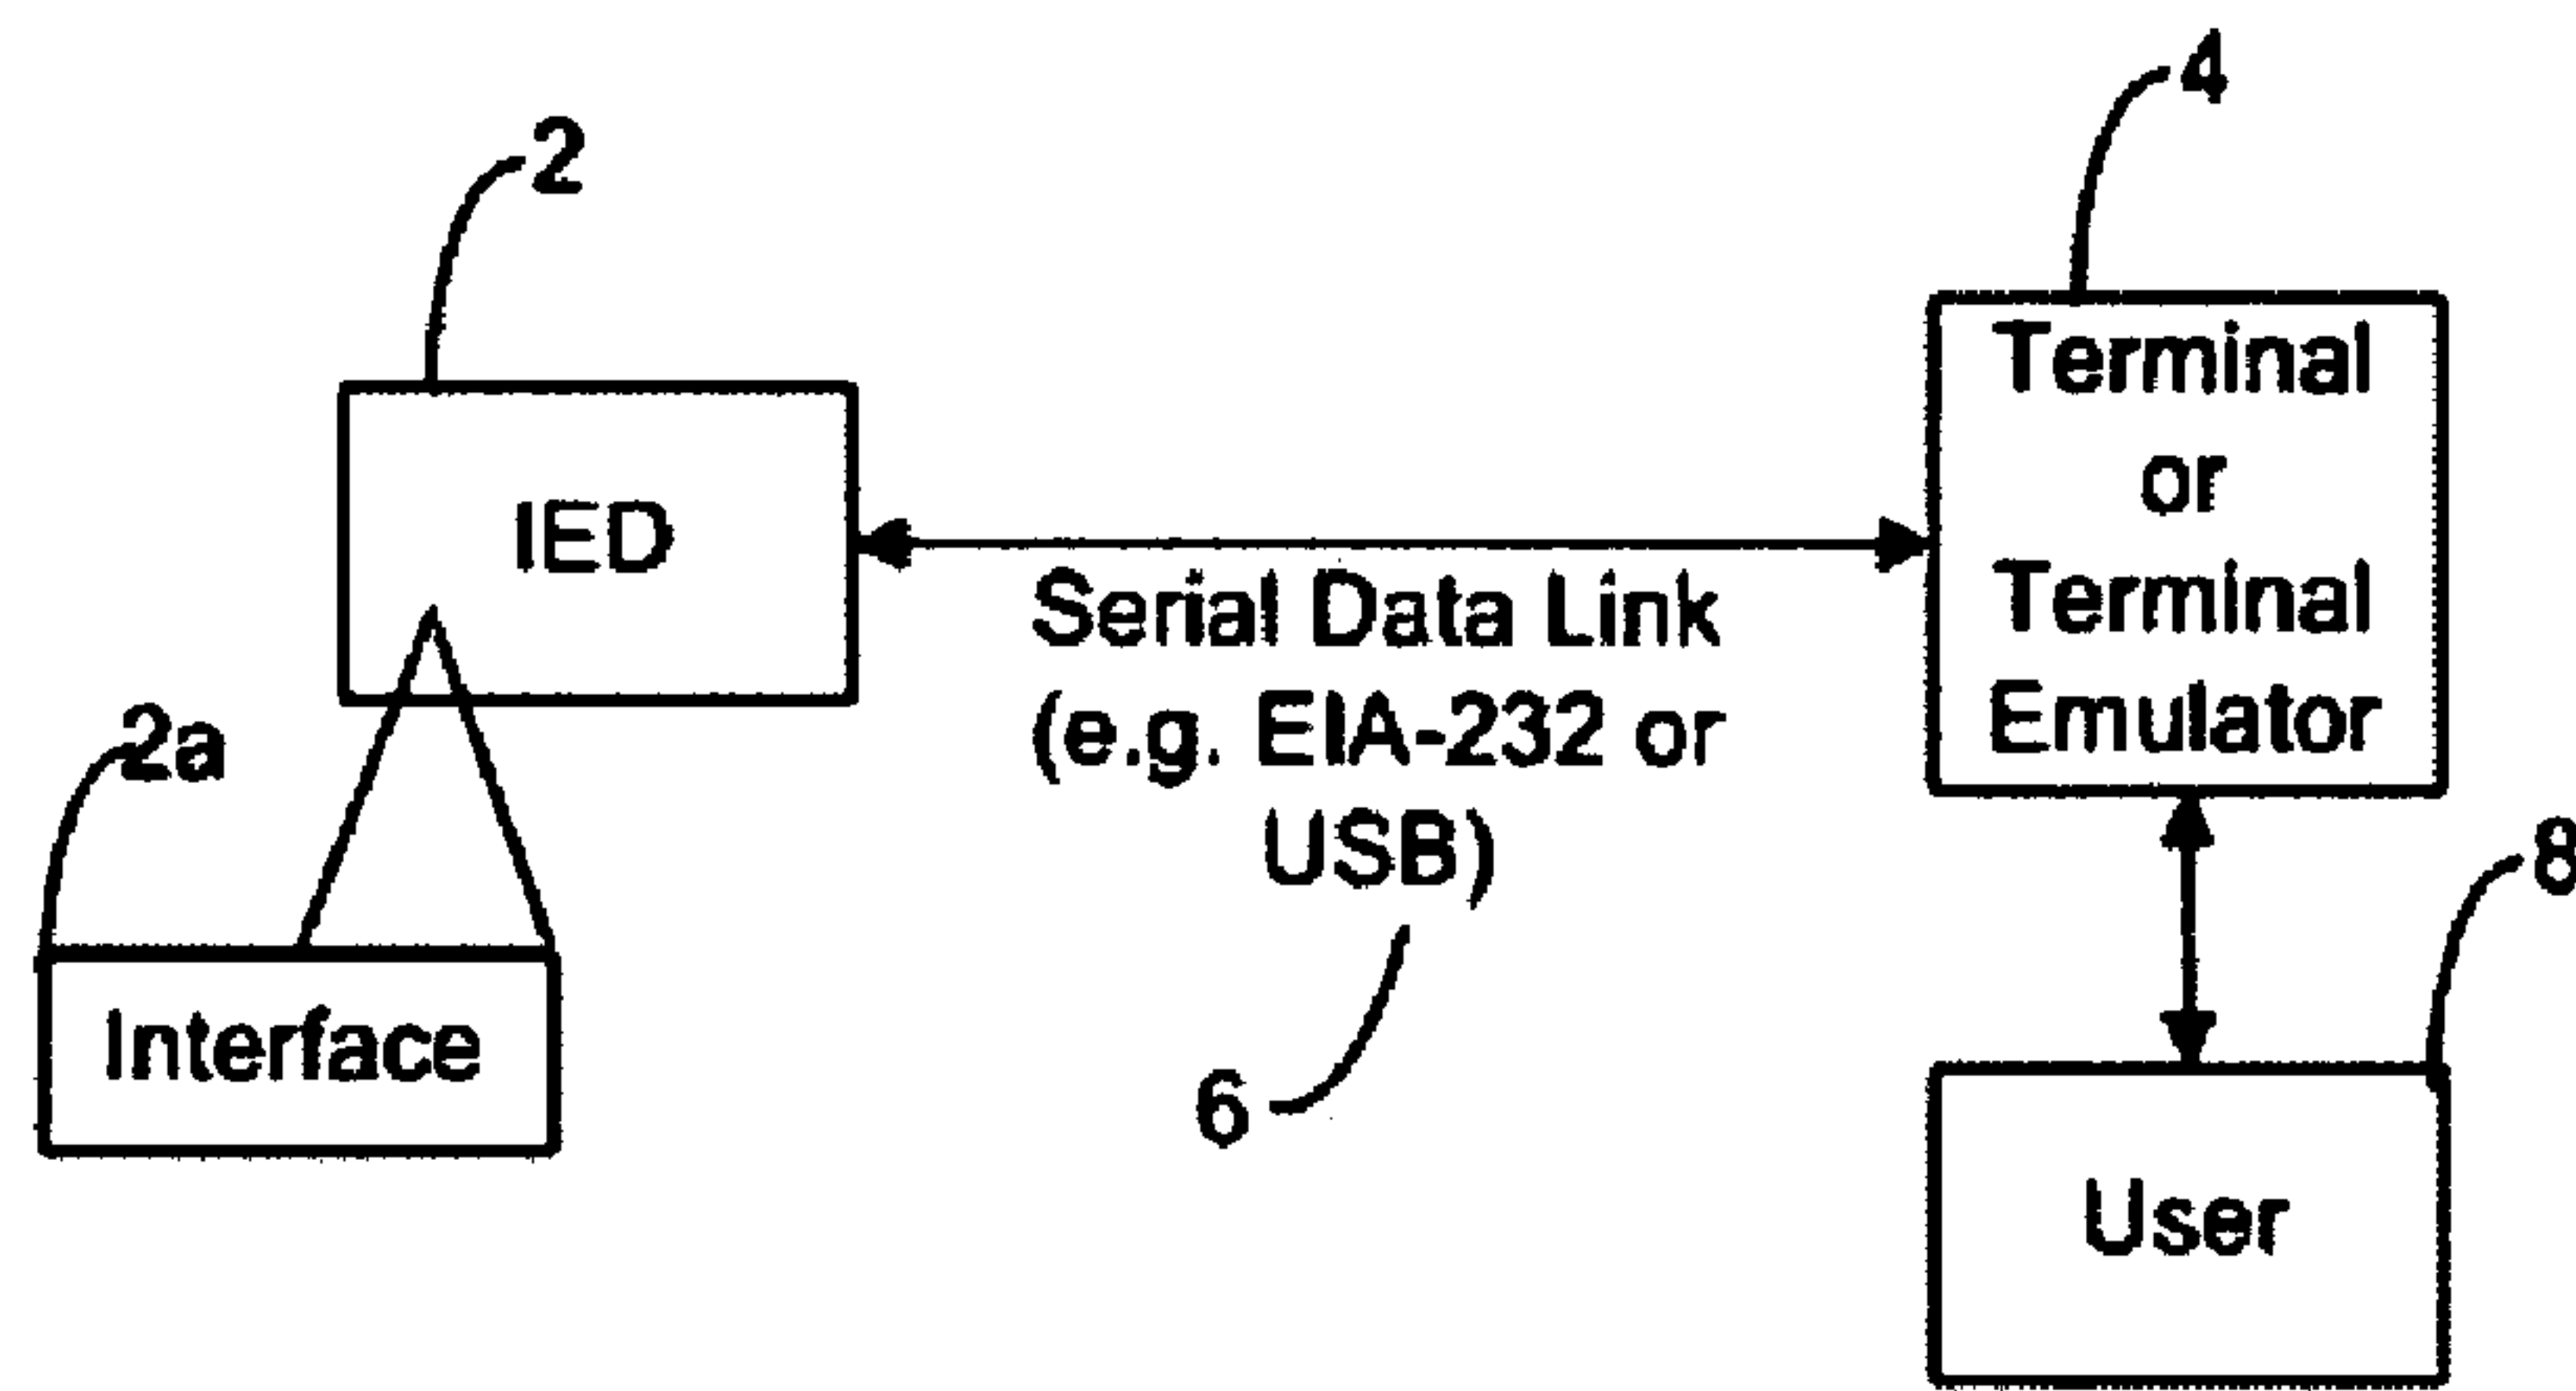 2
4
IED
Terminal
or
Terminal
Emulator
Serial Data Link
(e.g. EIA-232 or
USB)
2a
Interface
6
8
User